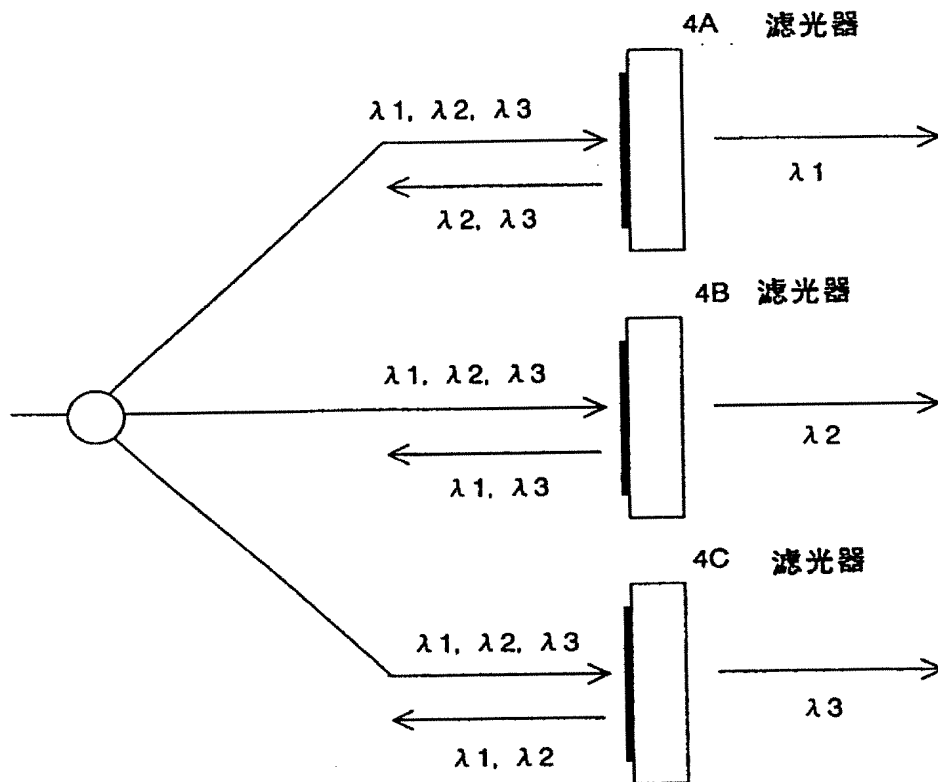 4A 滤光器
λ1, λ2, λ3
λ1
λ2, λ3
4B 滤光器
λ1, λ2, λ3
λ2
λ1, λ3
4C 滤光器
λ1, λ2, λ3
λ3
λ1, λ2